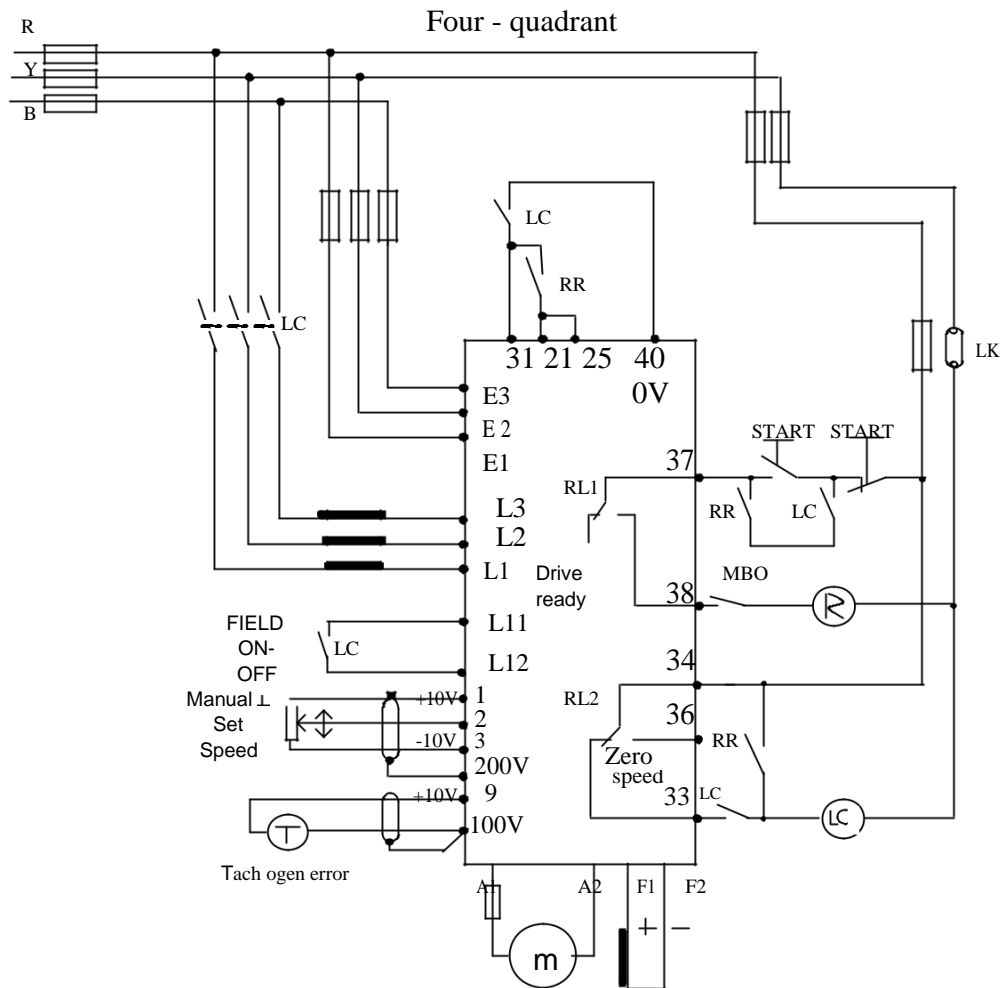 Four - quadrant
R
Y
B
LC
RR
LC
31 21 25 40
0V
LK
E3
E 2
E1
START START
37
RL1
RR LC
L3
L2
L1
Drive
ready
MBO
38
R
FIELD
ON-
OFF
LC
L11
L12
34
Manual ⊥
Set
Speed
+10V 1
2
-10V 3
200V
RL2
36
Zero
speed
RR
33 LC
LC
+10V 9
100V
T
Tach ogen error
A1 A2 F1 F2
+ −
m